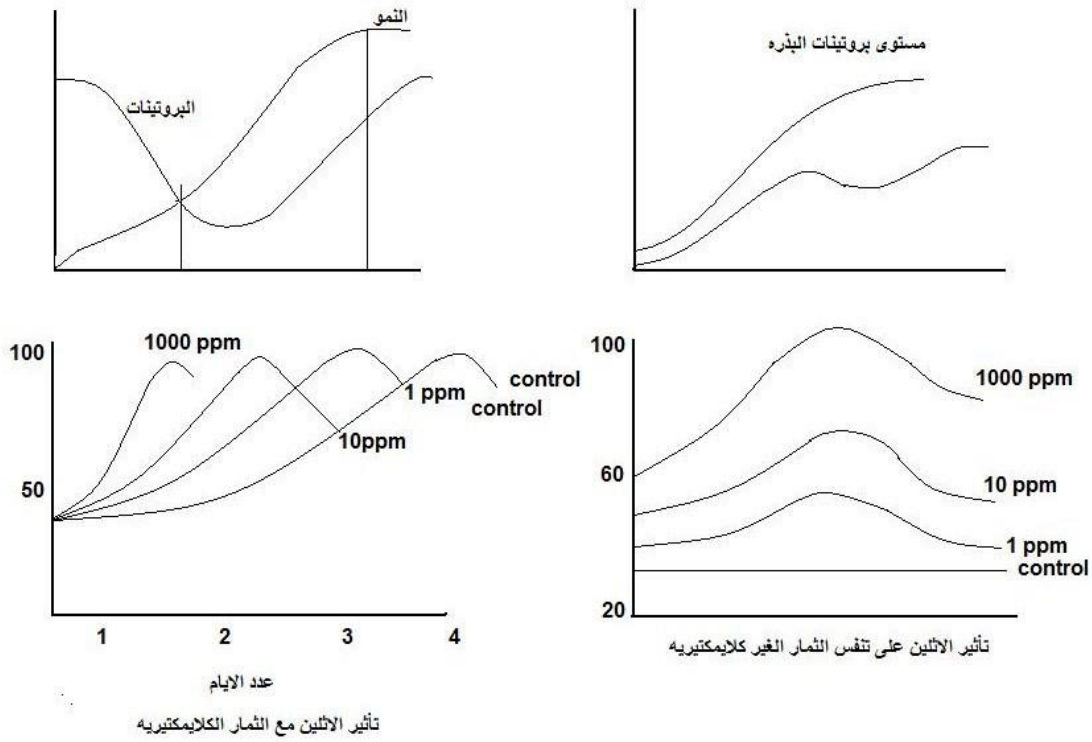 النمو
البروتينات
مستوى بروتينات البذره
100
50
1000 ppm
10ppm
1 ppm
control
control
1
2
3
4
عدد الايام
تأثير الاثلين مع الثمار الكلايمكتيريه
100
60
20
1000 ppm
10 ppm
1 ppm
control
تأثير الاثلين على تنفس الثمار الغير كلايمكتيريه